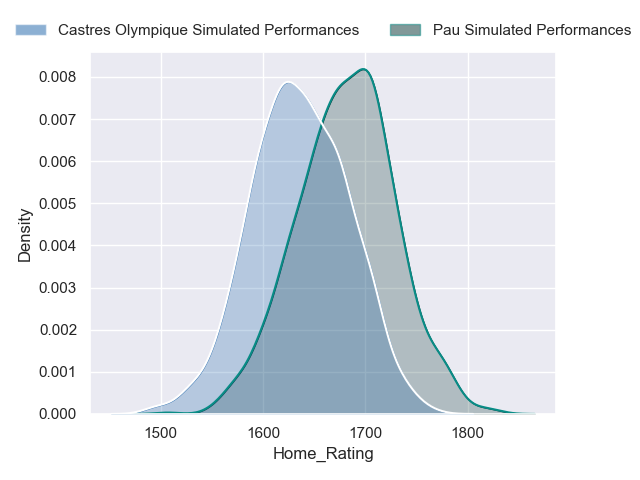 Castres Olympique Simulated Performances Pau Simulated Performances
0.008
0.007
0.006
0.005
0.004
0.003
0.002
0.001
0.000
Density
1500 1600 1700 1800
Home_Rating